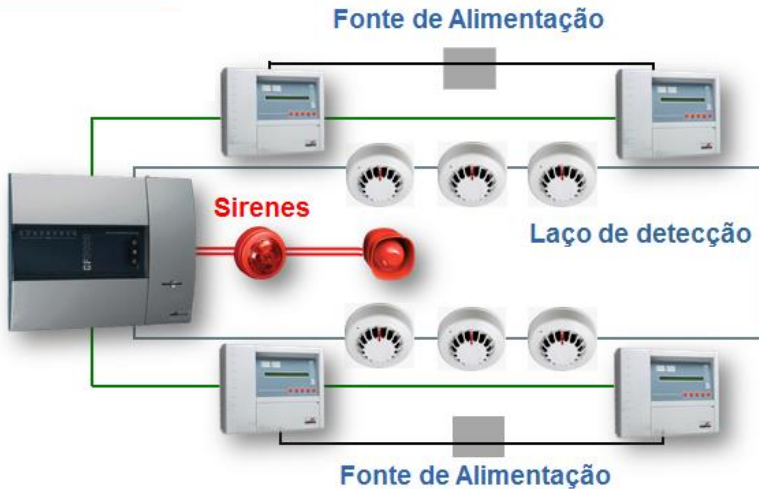 Fonte de Alimentação
Sirenes
Laço de detecção
Fonte de Alimentação